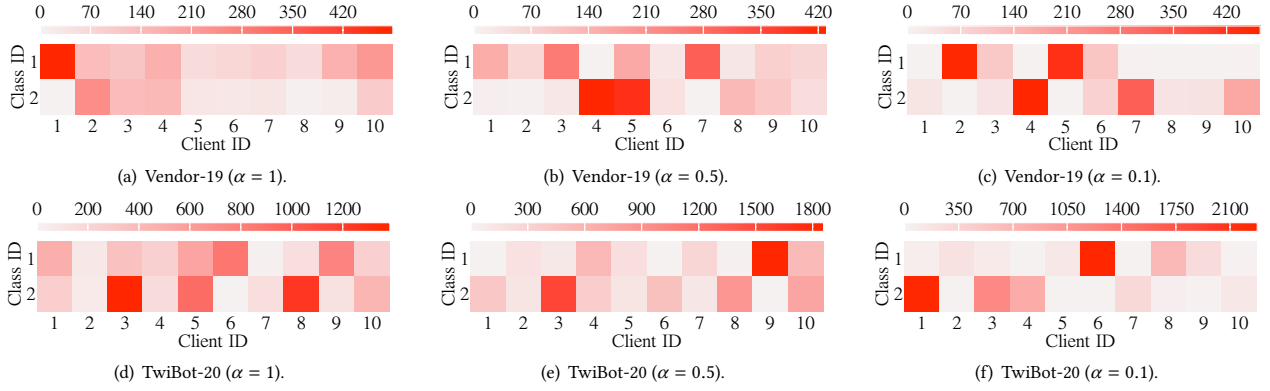 0 70 140 210 280 350 420
Class ID
1
2
1 2 3 4 5 6 7 8 9 10
Client ID
(a) Vendor-19 (α = 1).
0 70 140 210 280 350 420
Class ID
1
2
1 2 3 4 5 6 7 8 9 10
Client ID
(b) Vendor-19 (α = 0.5).
0 70 140 210 280 350 420
Class ID
1
2
1 2 3 4 5 6 7 8 9 10
Client ID
(c) Vendor-19 (α = 0.1).
0 200 400 600 800 1000 1200
Class ID
1
2
1 2 3 4 5 6 7 8 9 10
Client ID
(d) TwiBot-20 (α = 1).
0 300 600 900 1200 1500 1800
Class ID
1
2
1 2 3 4 5 6 7 8 9 10
Client ID
(e) TwiBot-20 (α = 0.5).
0 350 700 1050 1400 1750 2100
Class ID
1
2
1 2 3 4 5 6 7 8 9 10
Client ID
(f) TwiBot-20 (α = 0.1).